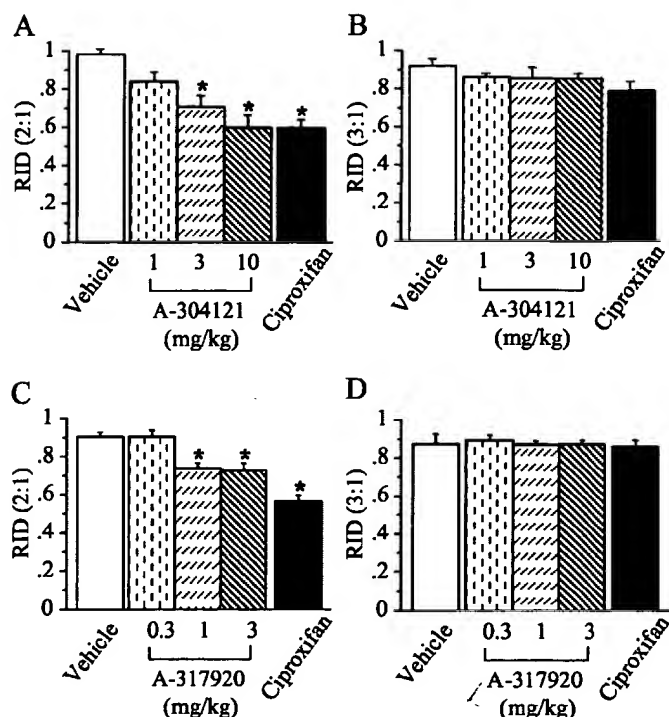 A
RID (2:1)
1
.8
.6
.4
.2
0
*
*
*
Vehicle
1 3 10
A-304121
(mg/kg)
Ciproxifan
B
RID (3:1)
1
.8
.6
.4
.2
0
Vehicle
1 3 10
A-304121
(mg/kg)
Ciproxifan
C
RID (2:1)
1
.8
.6
.4
.2
0
*
*
*
Vehicle
0.3 1 3
A-317920
(mg/kg)
Ciproxifan
D
RID (3:1)
1
.8
.6
.4
.2
0
Vehicle
0.3 1 3
A-317920
(mg/kg)
Ciproxifan